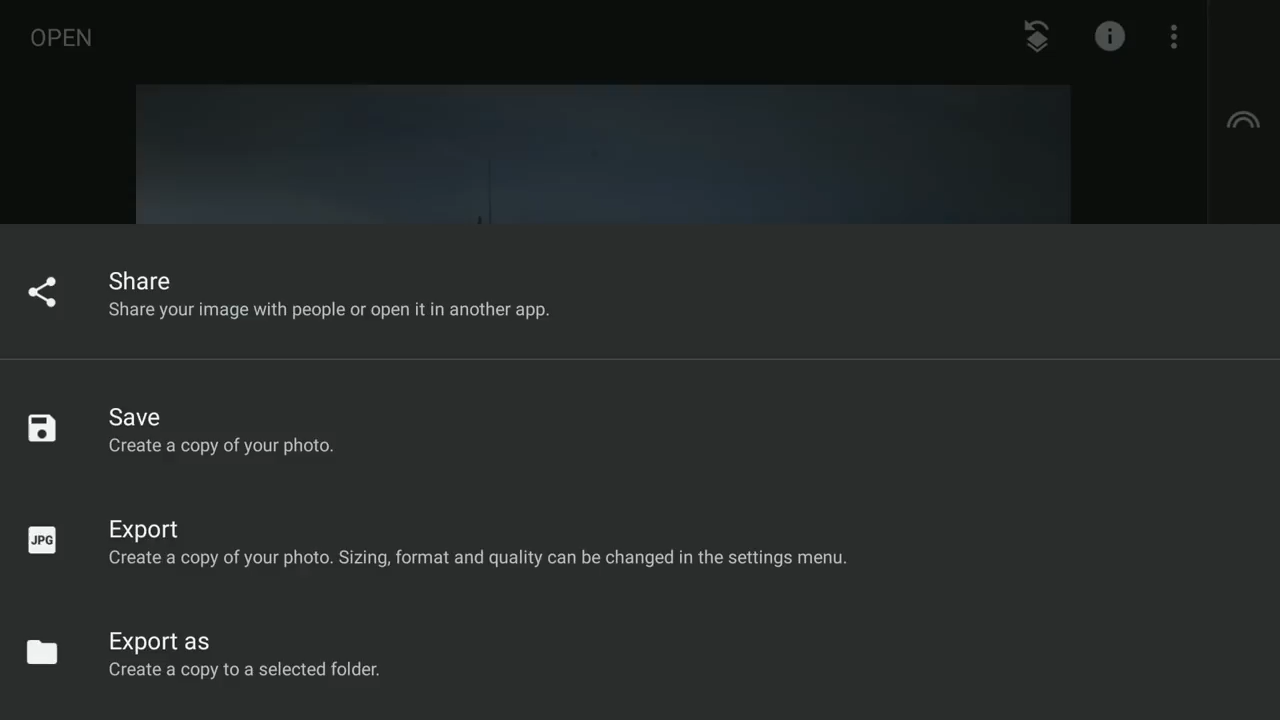 OPEN
Share
Share your image with people or open it in another app.
Save
Create a copy of your photo.
JPG
Export
Create a copy of your photo. Sizing, format and quality can be changed in the settings menu.
Export as
Create a copy to a selected folder.